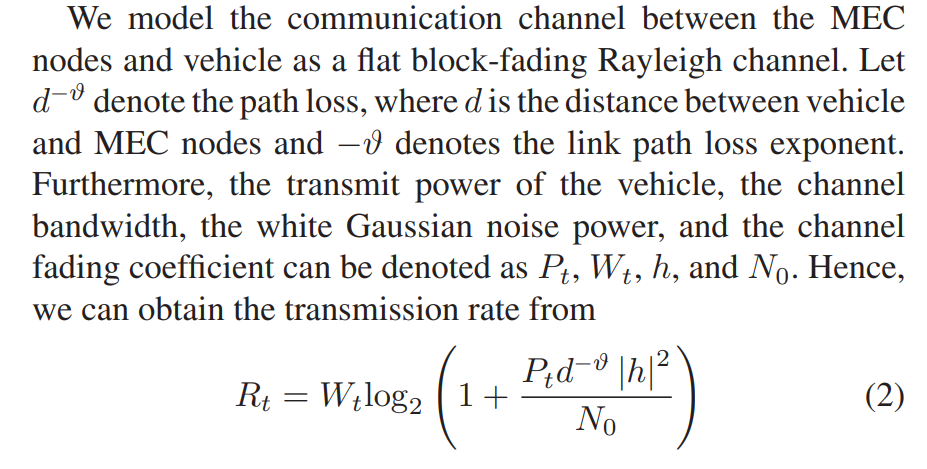 We model the communication channel between the MEC
nodes and vehicle as a flat block-fading Rayleigh channel. Let
$d^{-\vartheta}$ denote the path loss, where $d$ is the distance between vehicle
and MEC nodes and $-\vartheta$ denotes the link path loss exponent.
Furthermore, the transmit power of the vehicle, the channel
bandwidth, the white Gaussian noise power, and the channel
fading coefficient can be denoted as $P_t$, $W_t$, $h$, and $N_0$. Hence,
we can obtain the transmission rate from
$R_t = W_t \log_2 \left( 1 + \frac{P_t d^{-\vartheta} |h|^2}{N_0} \right)$ (2)